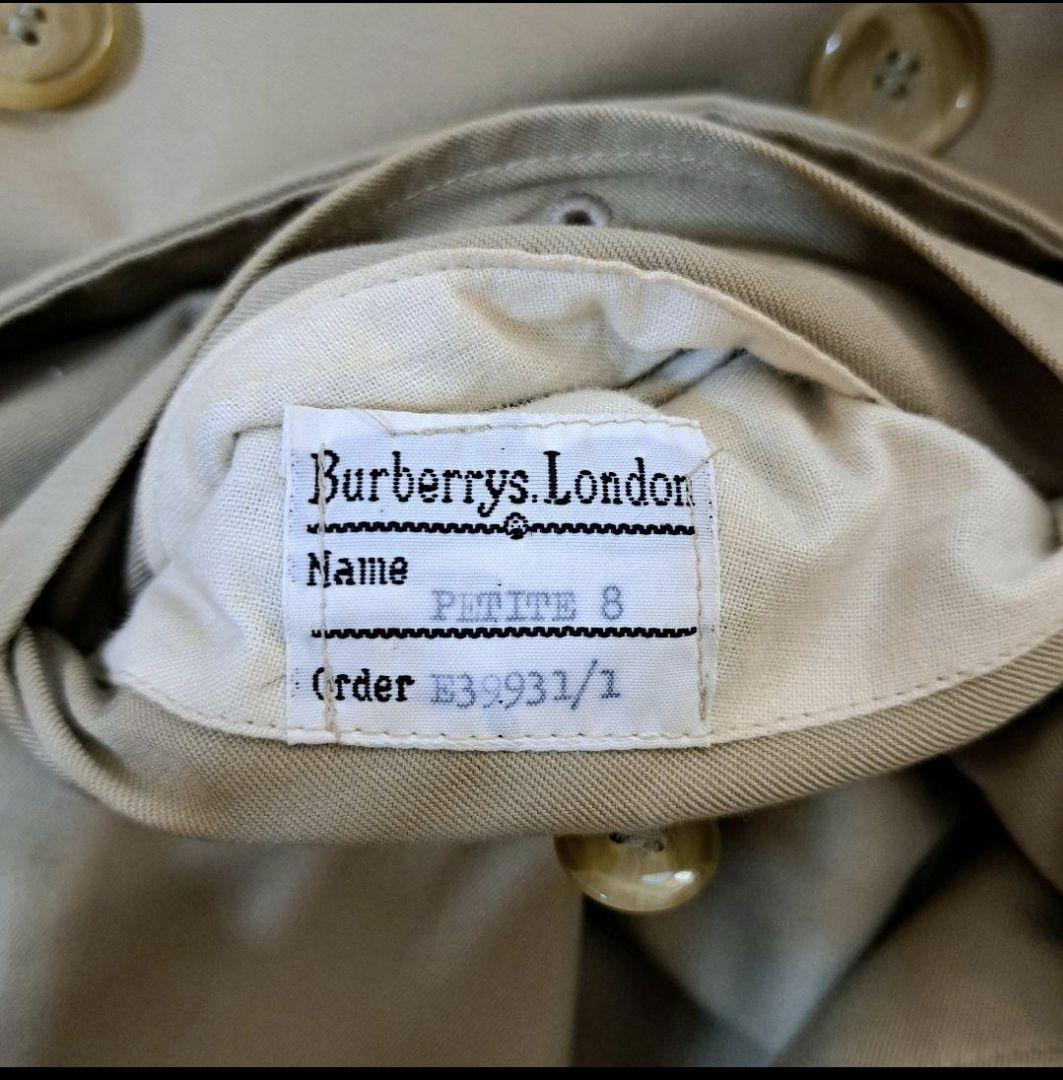 Burberrys. London
Name
PETITE 8
Order E39931/1